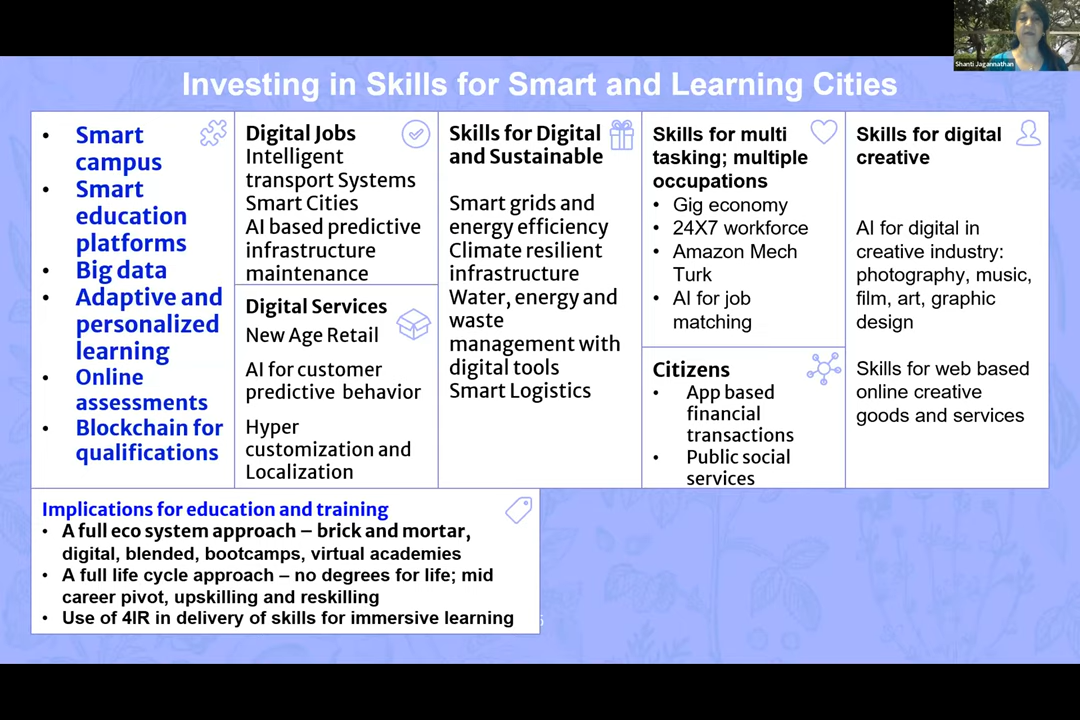 Shanti Jagannathan
Investing in Skills for Smart and Learning Cities
• Smart
campus
• Smart
education
platforms
• Big data
• Adaptive and
personalized
learning
• Online
assessments
• Blockchain for
qualifications
Digital Jobs
Intelligent
transport Systems
Smart Cities
AI based predictive
infrastructure
maintenance
Digital Services
New Age Retail
AI for customer
predictive behavior
Hyper
customization and
Localization
Skills for Digital
and Sustainable
Smart grids and
energy efficiency
Climate resilient
infrastructure
Water, energy and
waste
management with
digital tools
Smart Logistics
Skills for multi
tasking; multiple
occupations
• Gig economy
• 24X7 workforce
• Amazon Mech
Turk
• AI for job
matching
Citizens
• App based
financial
transactions
• Public social
services
Skills for digital
creative
AI for digital in
creative industry:
photography, music,
film, art, graphic
design
Skills for web based
online creative
goods and services
Implications for education and training
• A full eco system approach – brick and mortar,
digital, blended, bootcamps, virtual academies
• A full life cycle approach – no degrees for life; mid
career pivot, upskilling and reskilling
• Use of 4IR in delivery of skills for immersive learning